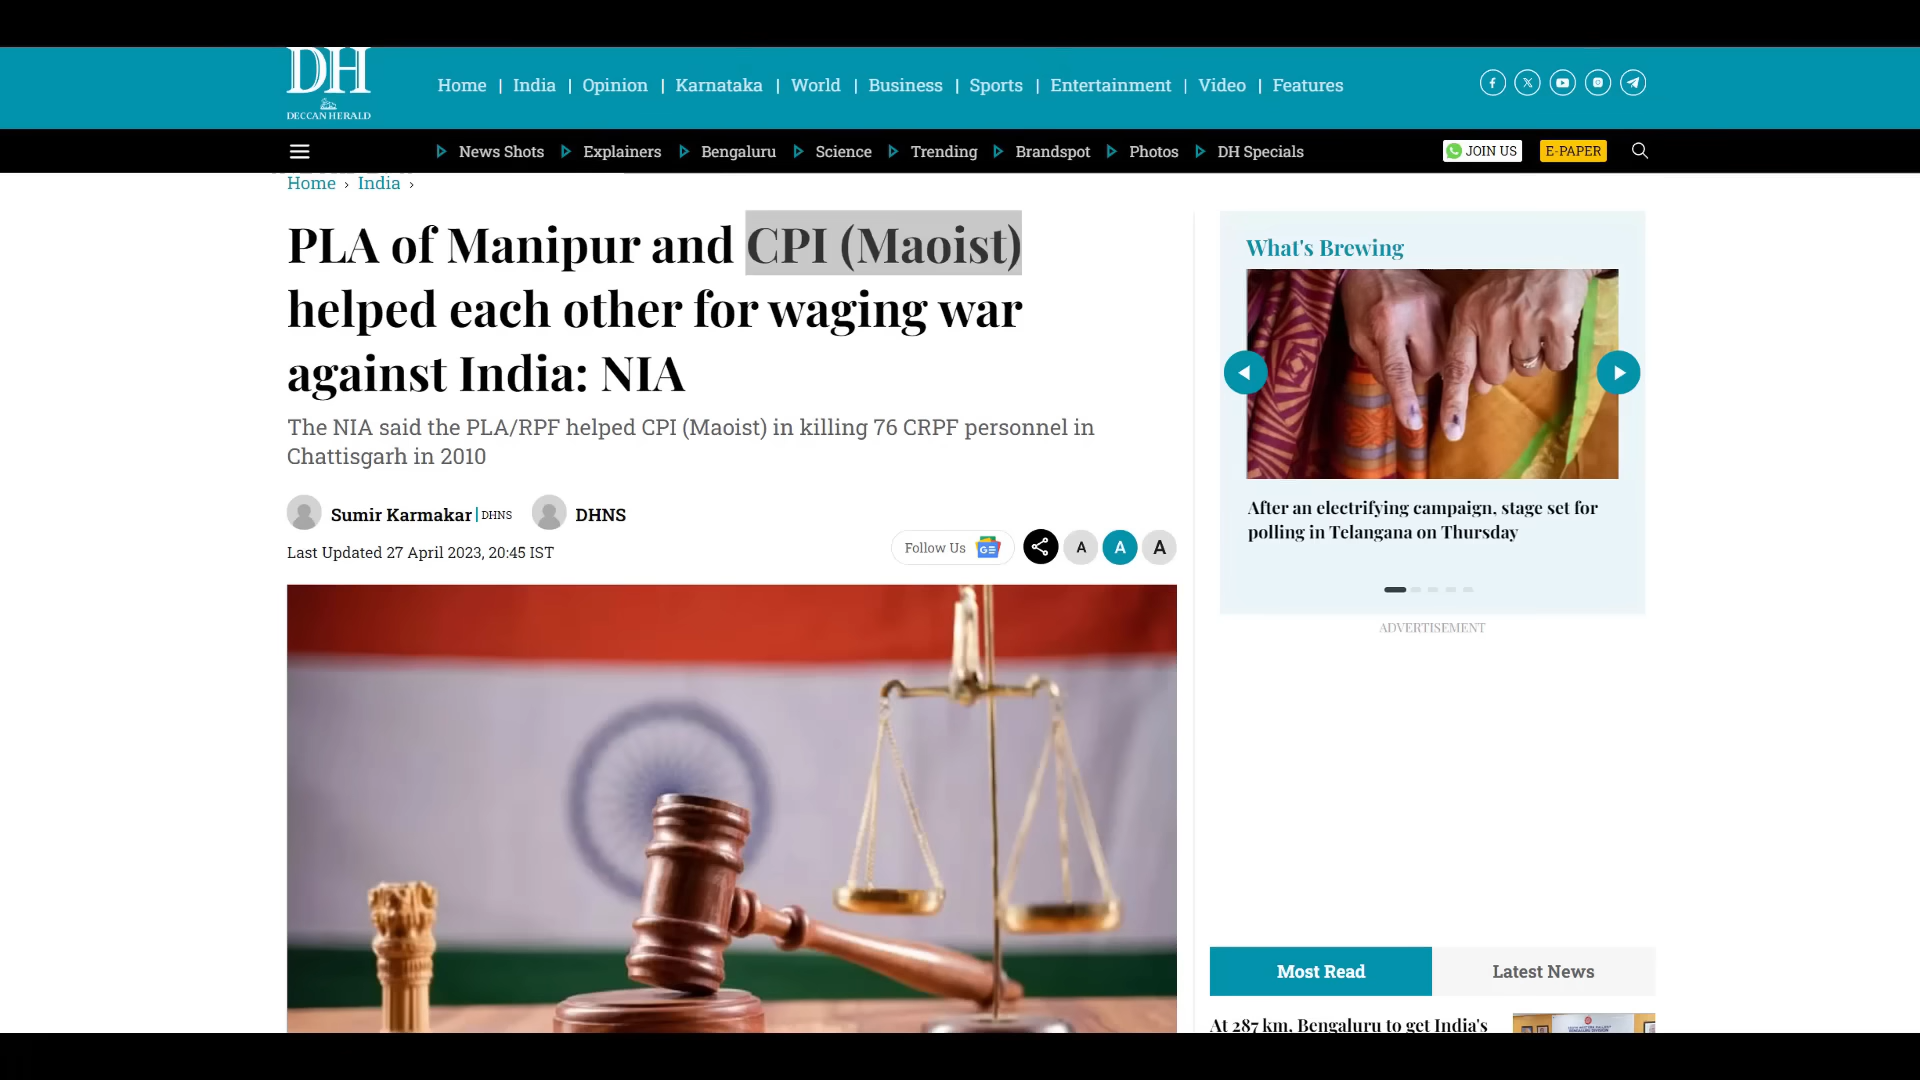 DH
DECCAN HERALD
Home | India | Opinion | Karnataka | World | Business | Sports | Entertainment | Video | Features
News Shots Explainers Bengaluru Science Trending Brandspot Photos DH Specials
JOIN US E-PAPER
Home › India ›
PLA of Manipur and CPI (Maoist)
helped each other for waging war
against India: NIA
The NIA said the PLA/RPF helped CPI (Maoist) in killing 76 CRPF personnel in
Chattisgarh in 2010
Sumir Karmakar | DHNS DHNS
Last Updated 27 April 2023, 20:45 IST
Follow Us GE A A A
What's Brewing
After an electrifying campaign, stage set for
polling in Telangana on Thursday
ADVERTISEMENT
Most Read Latest News
At 287 km, Bengaluru to get India's